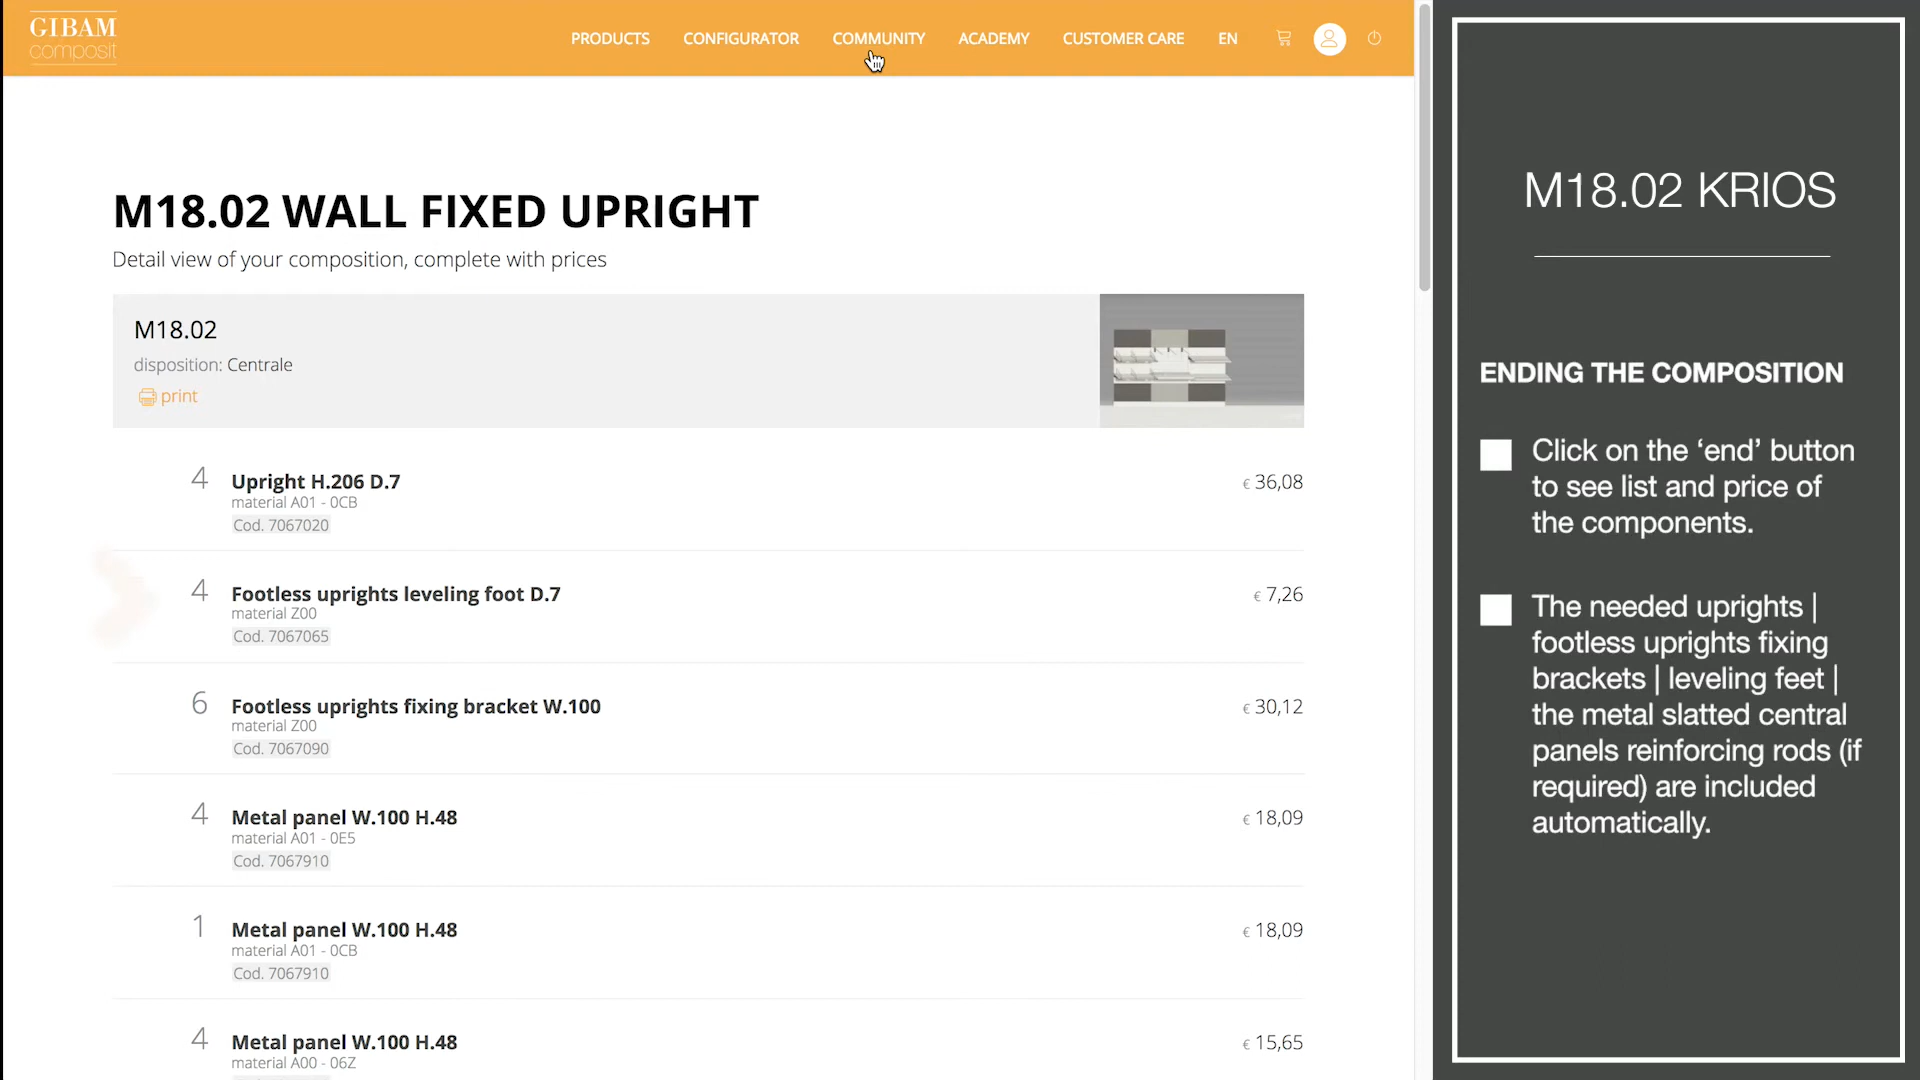 GIBAM
composit
PRODUCTS
CONFIGURATOR
COMMUNITY
ACADEMY
CUSTOMER CARE
EN
M18.02 WALL FIXED UPRIGHT
Detail view of your composition, complete with prices
M18.02
disposition: Centrale
print
4 Upright H.206 D.7 € 36,08
material A01 - 0CB
Cod. 7067020
4 Footless uprights leveling foot D.7 € 7,26
material Z00
Cod. 7067065
6 Footless uprights fixing bracket W.100 € 30,12
material Z00
Cod. 7067090
4 Metal panel W.100 H.48 € 18,09
material A01 - 0E5
Cod. 7067910
1 Metal panel W.100 H.48 € 18,09
material A01 - 0CB
Cod. 7067910
4 Metal panel W.100 H.48 € 15,65
material A00 - 06Z
M18.02 KRIOS
ENDING THE COMPOSITION
Click on the ‘end’ button
to see list and price of
the components.
The needed uprights |
footless uprights fixing
brackets | leveling feet |
the metal slatted central
panels reinforcing rods (if
required) are included
automatically.